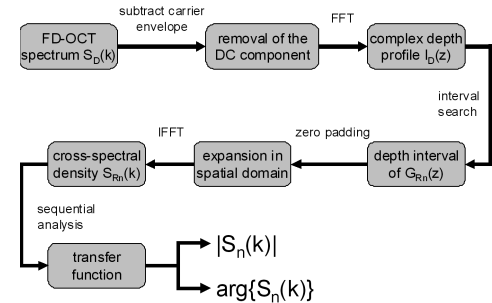 subtract carrier
envelope
FFT
FD-OCT
spectrum S_D(k)
removal of the
DC component
complex depth
profile I_D(z)
interval
search
IFFT
zero padding
cross-spectral
density S_Rn(k)
expansion in
spatial domain
depth interval
of G_Rn(z)
sequential
analysis
transfer
function
|S_n(k)|
arg{S_n(k)}